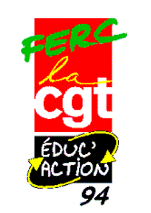 FERC
la
cgt
ÉDUC'
ACTION
94